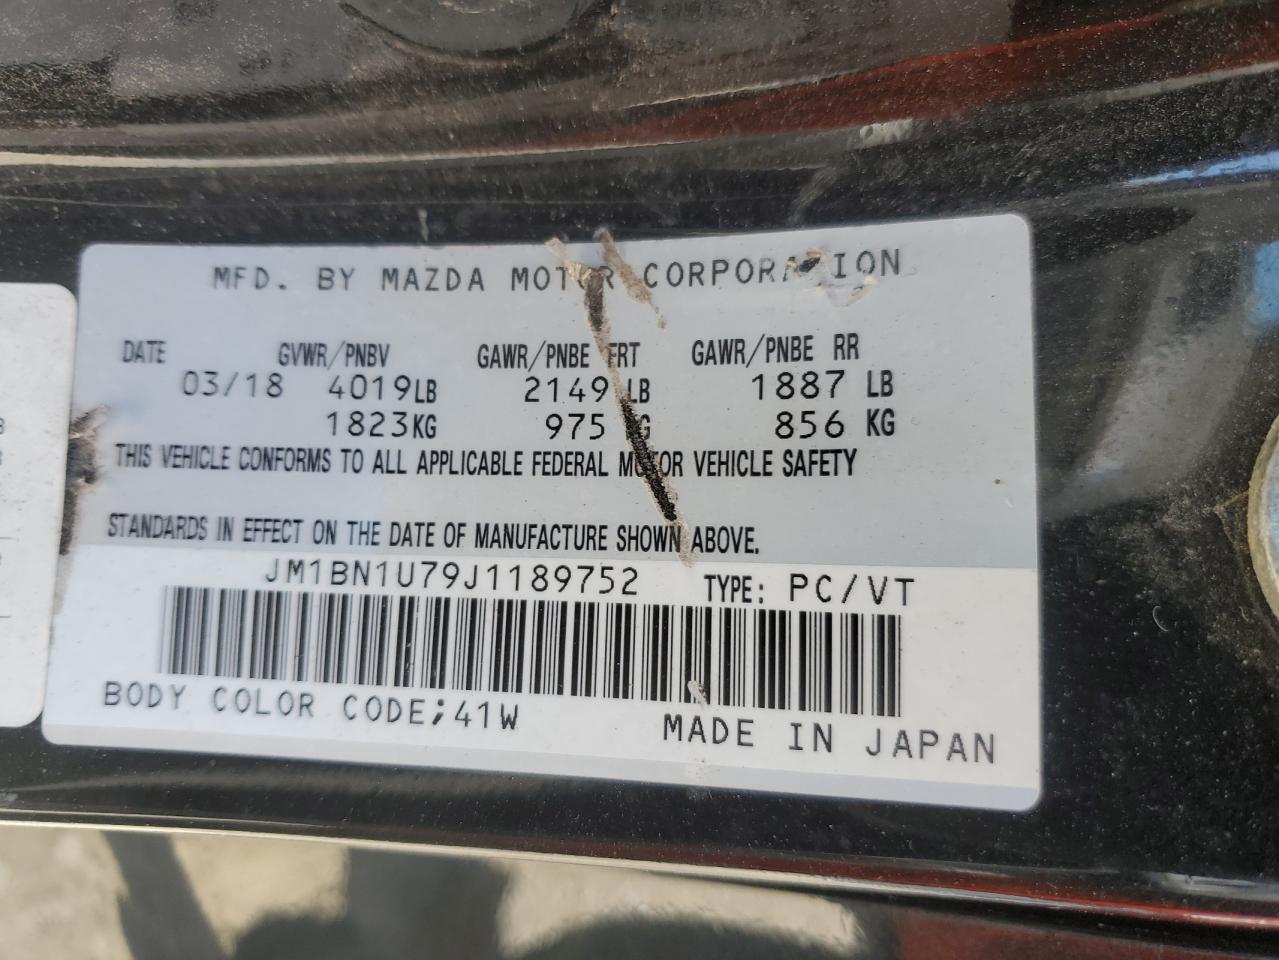 MFD. BY MAZDA MOTOR CORPORATION
DATE GVWR/PNBV GAWR/PNBE FRT GAWR/PNBE RR
03/18 4019LB 2149 LB 1887 LB
1823KG 975 KG 856 KG
THIS VEHICLE CONFORMS TO ALL APPLICABLE FEDERAL MOTOR VEHICLE SAFETY
STANDARDS IN EFFECT ON THE DATE OF MANUFACTURE SHOWN ABOVE.
JM1BN1U79J1189752 TYPE: PC/VT
BODY COLOR CODE;41W MADE IN JAPAN